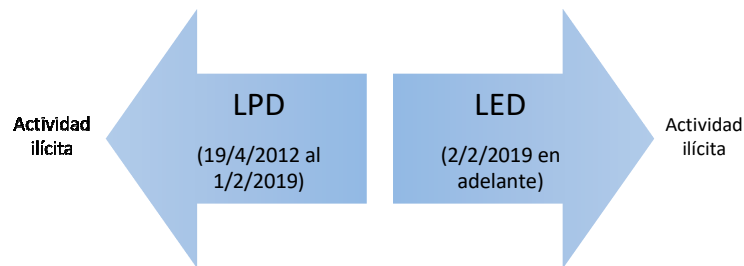 Actividad
ilícita
LPD
(19/4/2012 al
1/2/2019)
LED
(2/2/2019 en
adelante)
Actividad
ilícita